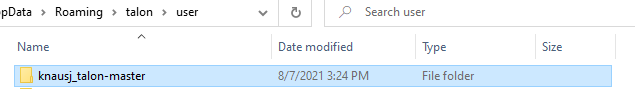 ppData > Roaming > talon > user
Search user
Name Date modified Type Size
knausj_talon-master 8/7/2021 3:24 PM File folder